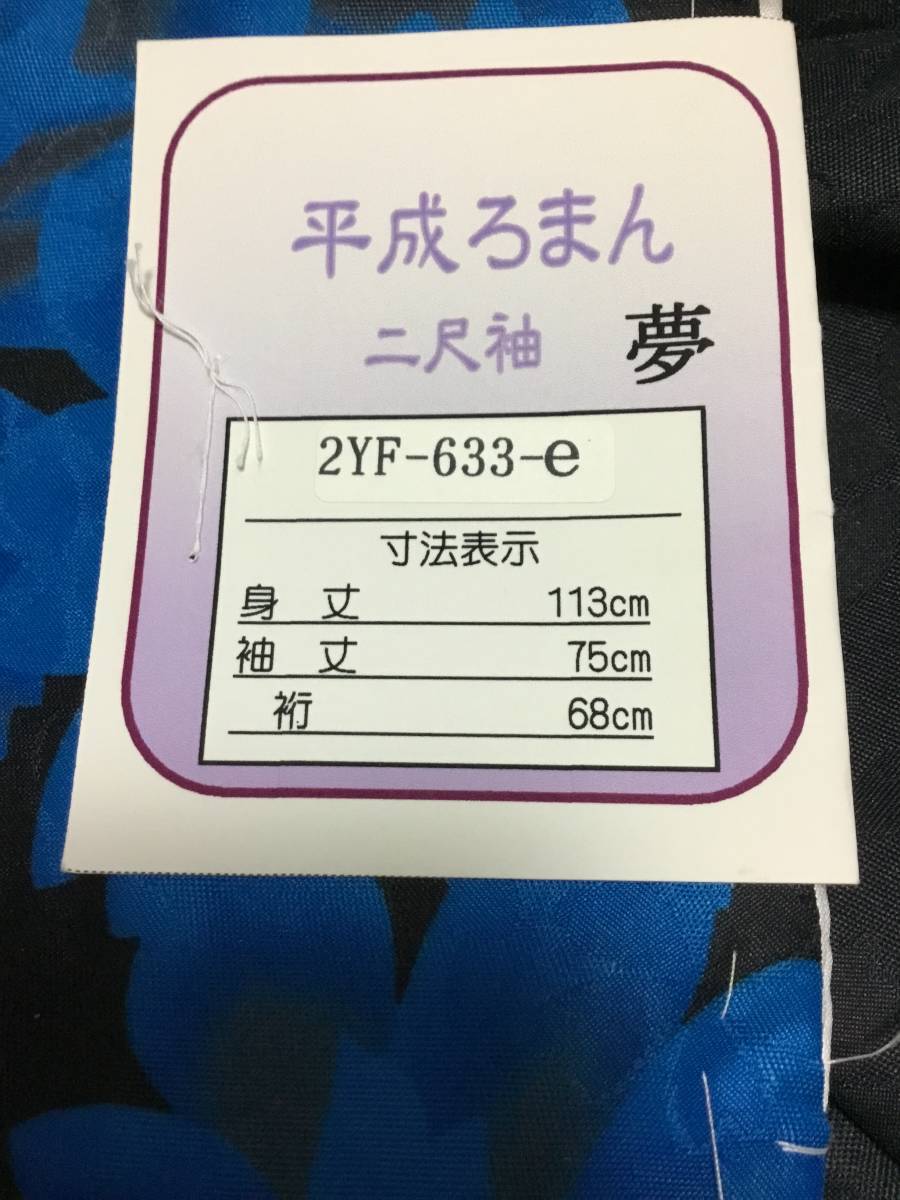 平成ろまん
二尺袖 夢
2YF-633-e
寸法表示
身丈 113cm
袖丈 75cm
裄 68cm